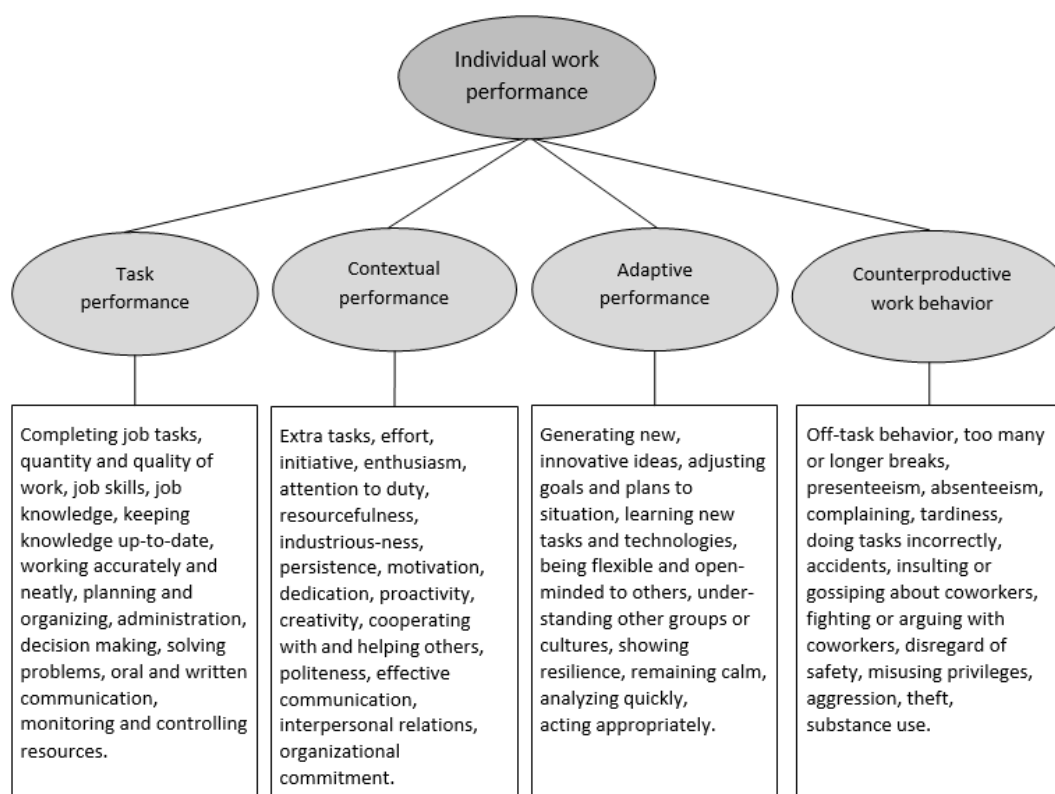 Individual work
performance
Task
performance
Contextual
performance
Adaptive
performance
Counterproductive
work behavior
Completing job tasks,
quantity and quality of
work, job skills, job
knowledge, keeping
knowledge up-to-date,
working accurately and
neatly, planning and
organizing, administration,
decision making, solving
problems, oral and written
communication,
monitoring and controlling
resources.
Extra tasks, effort,
initiative, enthusiasm,
attention to duty,
resourcefulness,
industrious-ness,
persistence, motivation,
dedication, proactivity,
creativity, cooperating
with and helping others,
politeness, effective
communication,
interpersonal relations,
organizational
commitment.
Generating new,
innovative ideas, adjusting
goals and plans to
situation, learning new
tasks and technologies,
being flexible and open-
minded to others, under-
standing other groups or
cultures, showing
resilience, remaining calm,
analyzing quickly,
acting appropriately.
Off-task behavior, too many
or longer breaks,
presenteeism, absenteeism,
complaining, tardiness,
doing tasks incorrectly,
accidents, insulting or
gossiping about coworkers,
fighting or arguing with
coworkers, disregard of
safety, misusing privileges,
aggression, theft,
substance use.